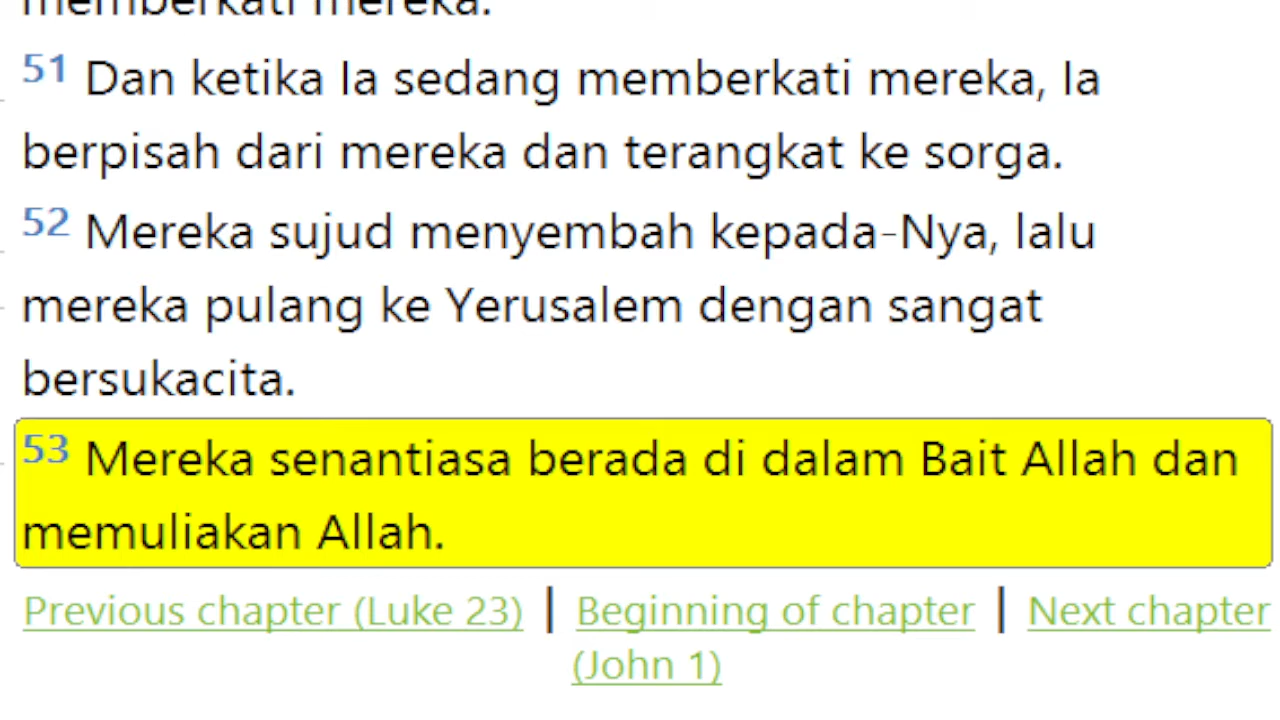 memberkati mereka.
51 Dan ketika Ia sedang memberkati mereka, Ia
berpisah dari mereka dan terangkat ke sorga.
52 Mereka sujud menyembah kepada-Nya, lalu
mereka pulang ke Yerusalem dengan sangat
bersukacita.
53 Mereka senantiasa berada di dalam Bait Allah dan
memuliakan Allah.
Previous chapter (Luke 23) | Beginning of chapter | Next chapter
(John 1)